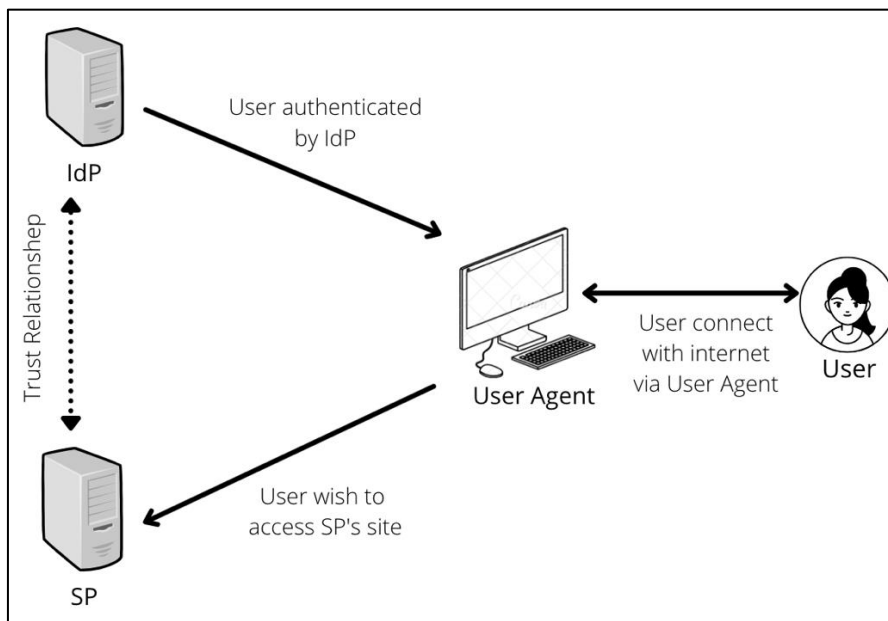 User authenticated
by IdP
IdP
Trust Relationshep
User connect
with internet
via User Agent
User
User Agent
User wish to
access SP's site
SP